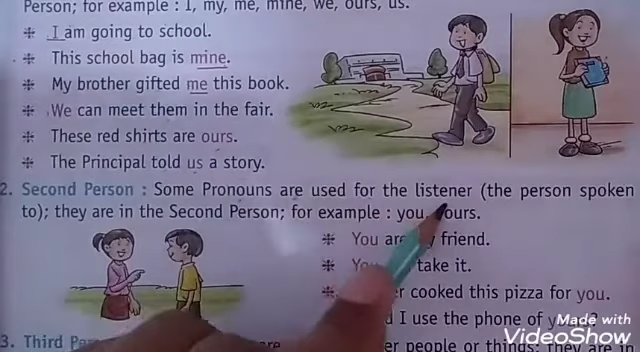 Person; for example : I, my, me, mine, we, ours, us.
I am going to school.
This school bag is mine.
My brother gifted me this book.
We can meet them in the fair.
These red shirts are ours.
The Principal told us a story.
2. Second Person : Some Pronouns are used for the listener (the person spoken
to); they are in the Second Person; for example : you, yours.
You are friend.
take it.
cooked this pizza for you.
I use the phone of
3. Third are people or things: They are in
Made with
VideoShow